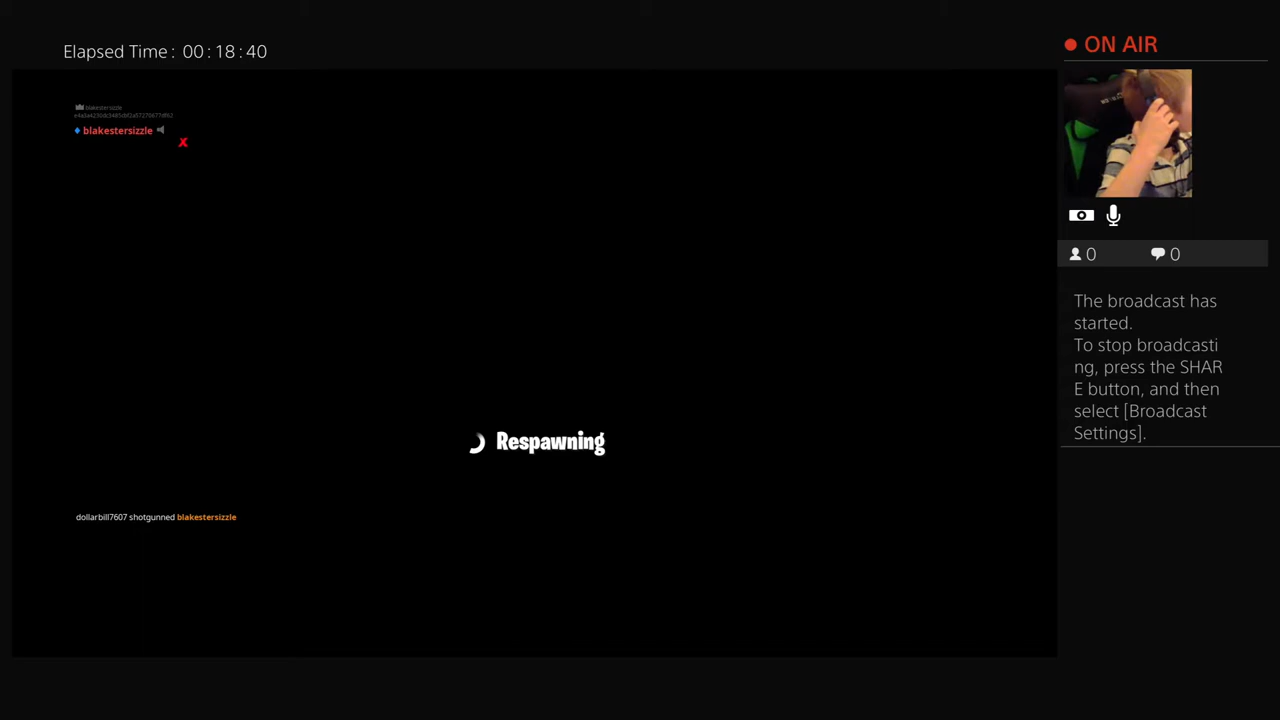 Elapsed Time : 00:18:40
ON AIR
blakestersizzle
blakestersizzle
X
0
0
The broadcast has
started.
To stop broadcasti
ng, press the SHAR
E button, and then
select [Broadcast
Settings].
Respawning
dollarbill7607 shotgunned blakestersizzle